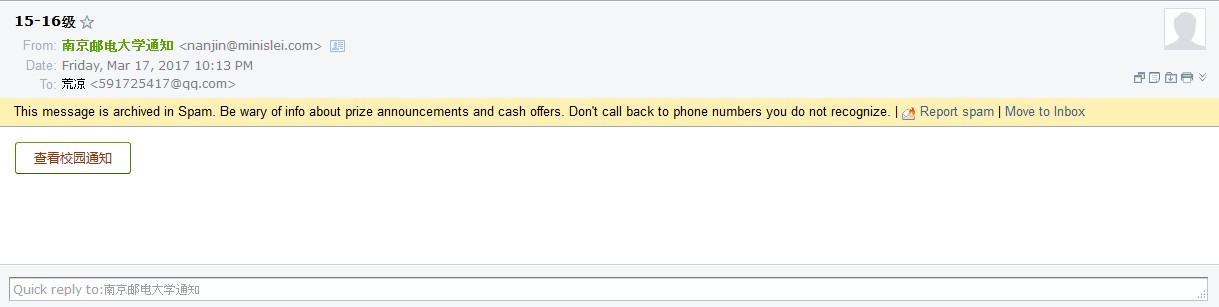 15-16级
From: 南京邮电大学通知 <nanjin@minislei.com>
Date: Friday, Mar 17, 2017 10:13 PM
To: 荒凉 <591725417@qq.com>
This message is archived in Spam. Be wary of info about prize announcements and cash offers. Don't call back to phone numbers you do not recognize. | Report spam | Move to Inbox
查看校园通知
Quick reply to:南京邮电大学通知